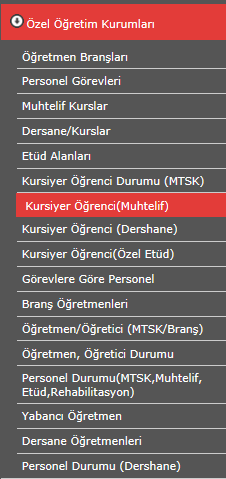 Özel Öğretim Kurumları
Öğretmen Branşları
Personel Görevleri
Muhtelif Kurslar
Dersane/Kurslar
Etüd Alanları
Kursiyer Öğrenci Durumu (MTSK)
Kursiyer Öğrenci(Muhtelif)
Kursiyer Öğrenci (Dershane)
Kursiyer Öğrenci(Özel Etüd)
Görevlere Göre Personel
Branş Öğretmenleri
Öğretmen/Öğretici (MTSK/Branş)
Öğretmen, Öğretici Durumu
Personel Durumu(MTSK,Muhtelif,
Etüd,Rehabilitasyon)
Yabancı Öğretmen
Dersane Öğretmenleri
Personel Durumu (Dershane)